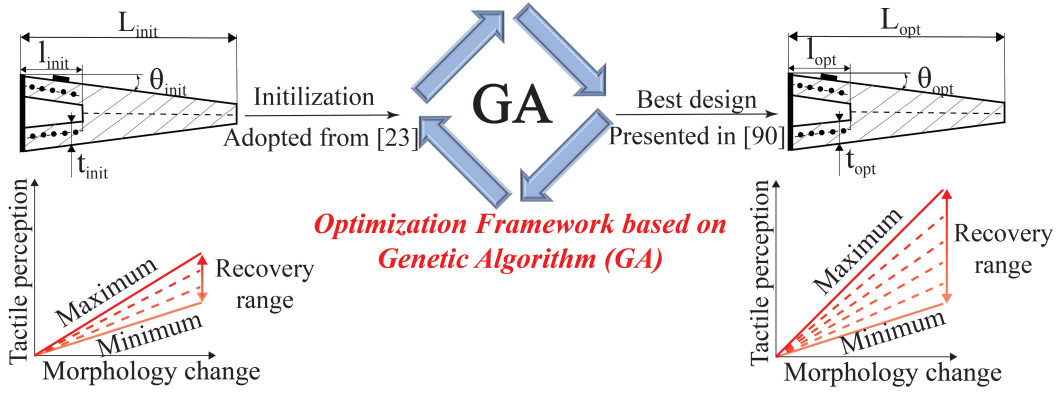 L_init
l_init
θ_init
t_init
Initilization
Adopted from [23]
GA
Best design
Presented in [90]
L_opt
l_opt
θ_opt
t_opt
Optimization Framework based on
Genetic Algorithm (GA)
Tactile perception
Maximum
Minimum
Recovery
range
Morphology change
Tactile perception
Maximum
Minimum
Recovery
range
Morphology change